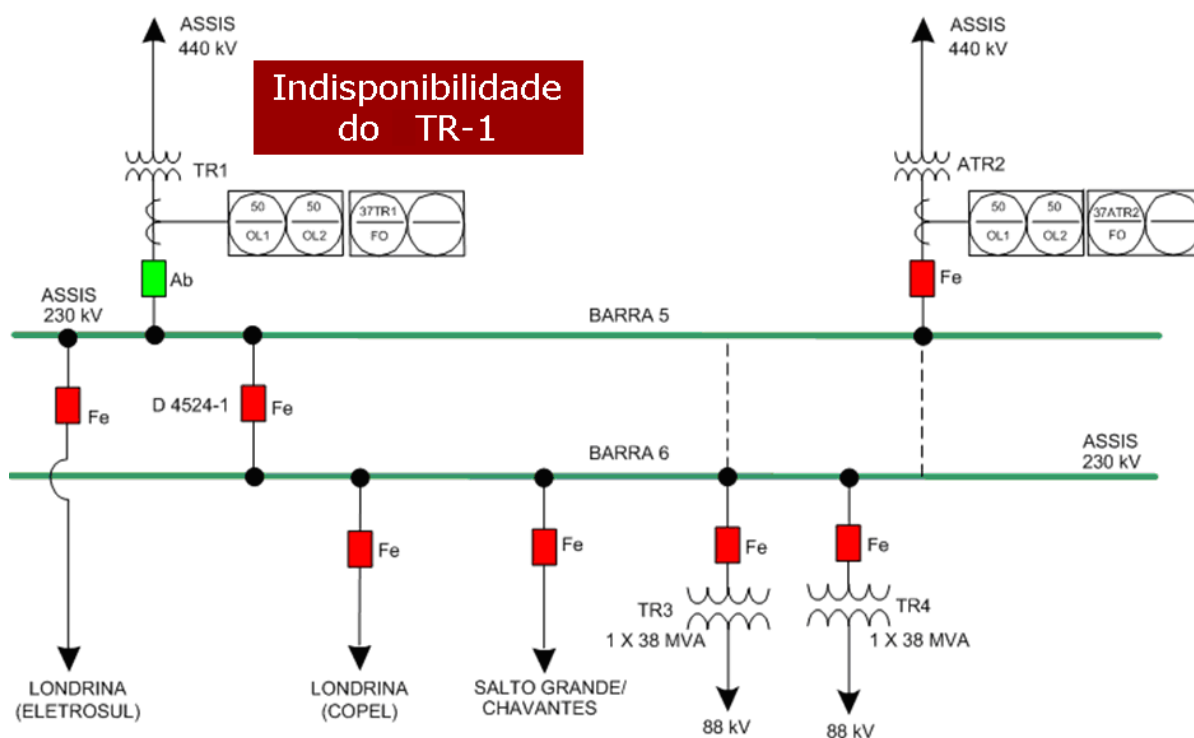 ASSIS
440 kV
ASSIS
440 kV
Indisponibilidade
do TR-1
TR1
ATR2
50
OL1
50
OL2
37TR1
FO
50
OL1
50
OL2
37ATR2
FO
Ab
Fe
ASSIS
230 kV
BARRA 5
Fe
D 4524-1
Fe
BARRA 6
ASSIS
230 kV
Fe
Fe
Fe
Fe
TR3
1 X 38 MVA
TR4
1 X 38 MVA
LONDRINA
(ELETROSUL)
LONDRINA
(COPEL)
SALTO GRANDE/
CHAVANTES
88 kV
88 kV